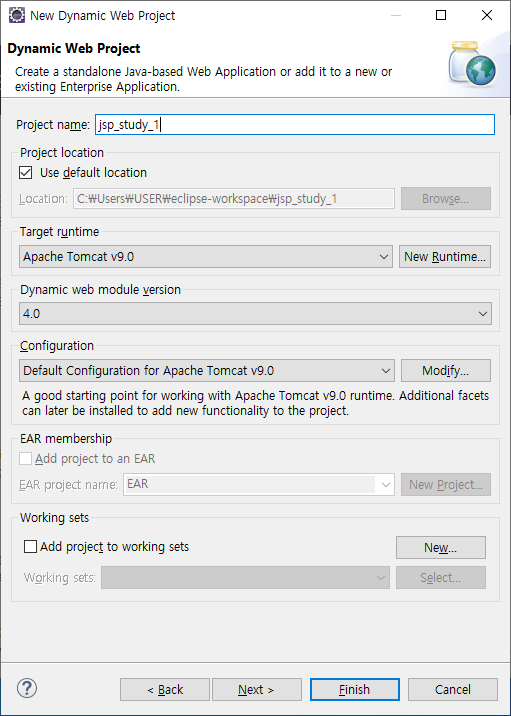 New Dynamic Web Project
Dynamic Web Project
Create a standalone Java-based Web Application or add it to a new or
existing Enterprise Application.
Project name: jsp_study_1
Project location
Use default location
Location: C:₩Users₩USER₩eclipse-workspace₩jsp_study_1 Browse...
Target runtime
Apache Tomcat v9.0 New Runtime...
Dynamic web module version
4.0
Configuration
Default Configuration for Apache Tomcat v9.0 Modify...
A good starting point for working with Apache Tomcat v9.0 runtime. Additional facets
can later be installed to add new functionality to the project.
EAR membership
Add project to an EAR
EAR project name: EAR New Project...
Working sets
Add project to working sets New...
Working sets: Select...
? < Back Next > Finish Cancel